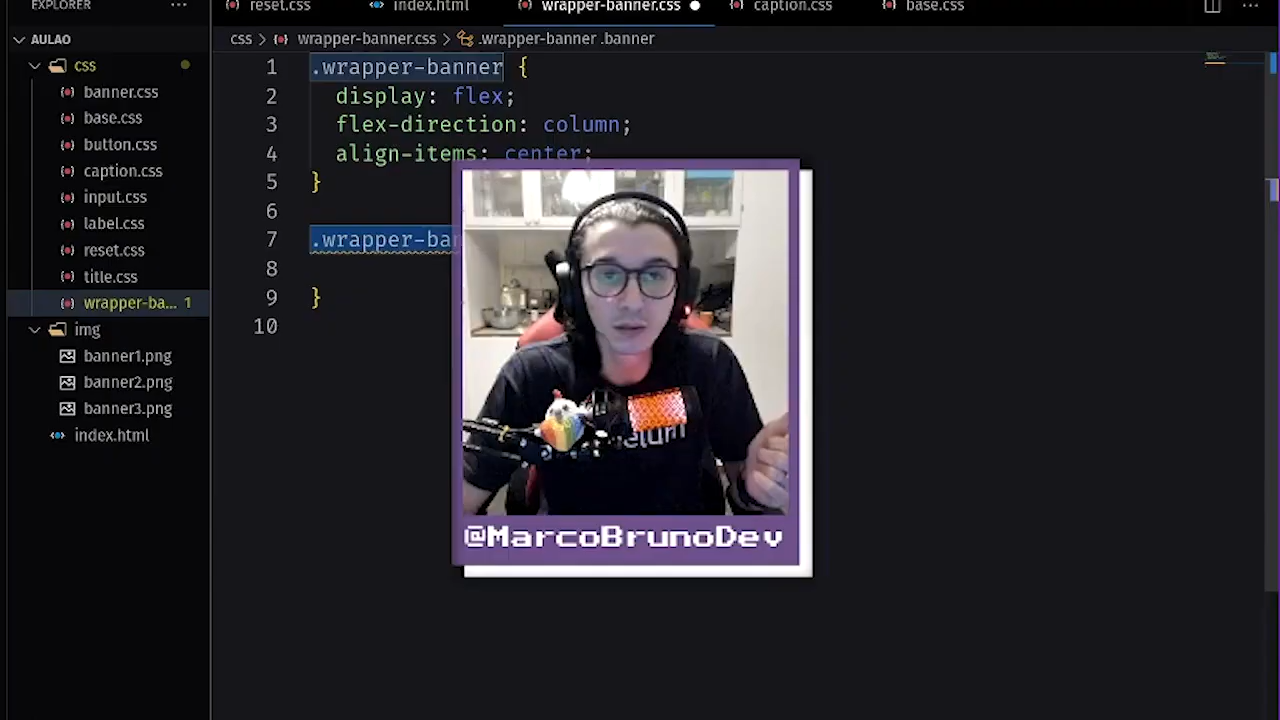 EXPLORER ...
reset.css index.html wrapper-banner.css caption.css base.css ...
AULAO
css > wrapper-banner.css > .wrapper-banner .banner
css
banner.css
base.css
button.css
caption.css
input.css
label.css
reset.css
title.css
wrapper-ba... 1
img
banner1.png
banner2.png
banner3.png
index.html
1 .wrapper-banner {
2 display: flex;
3 flex-direction: column;
4 align-items: center;
5 }
6
7 .wrapper-ban
8
9 }
10
@MarcoBrunoDev